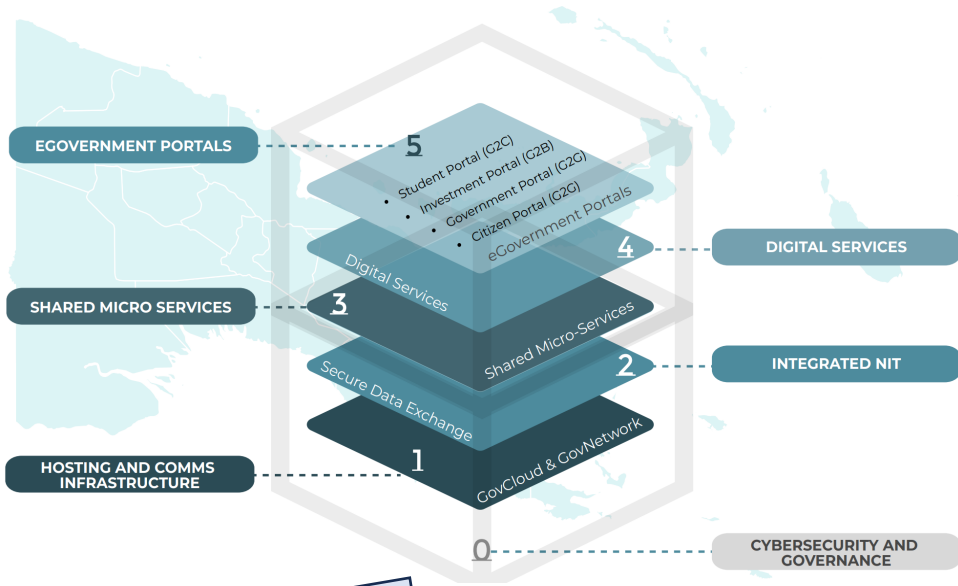 EGOVERNMENT PORTALS
5
• Student Portal (G2C)
• Investment Portal (G2B)
• Government Portal (G2G)
• Citizen Portal (G2G)
eGovernment Portals
4
DIGITAL SERVICES
Digital Services
SHARED MICRO SERVICES
3
Shared Micro-Services
2
INTEGRATED NIT
Secure Data Exchange
HOSTING AND COMMS
INFRASTRUCTURE
1
GovCloud & GovNetwork
0
CYBERSECURITY AND
GOVERNANCE